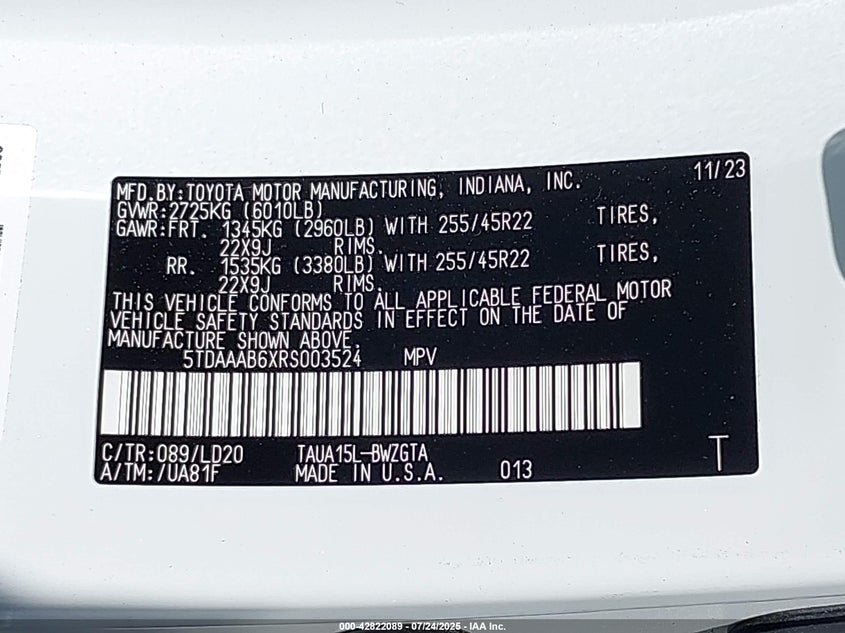 MFD. BY: TOYOTA MOTOR MANUFACTURING, INDIANA, INC. 11/23
GVWR: 2725KG (6010LB)
GAWR: FRT. 1345KG (2960LB) WITH 255/45R22 TIRES,
22X9J RIMS.
RR. 1535KG (3380LB) WITH 255/45R22 TIRES,
22X9J RIMS.
THIS VEHICLE CONFORMS TO ALL APPLICABLE FEDERAL MOTOR
VEHICLE SAFETY STANDARDS IN EFFECT ON THE DATE OF
MANUFACTURE SHOWN ABOVE.
5TDAAAB6XRS003524 MPV
C/TR: 089/LD20 TAUA15L-BWZGTA
A/TM: /UA81F MADE IN U.S.A. 013 T
000-42822089 - 07/24/2025 - IAA Inc.